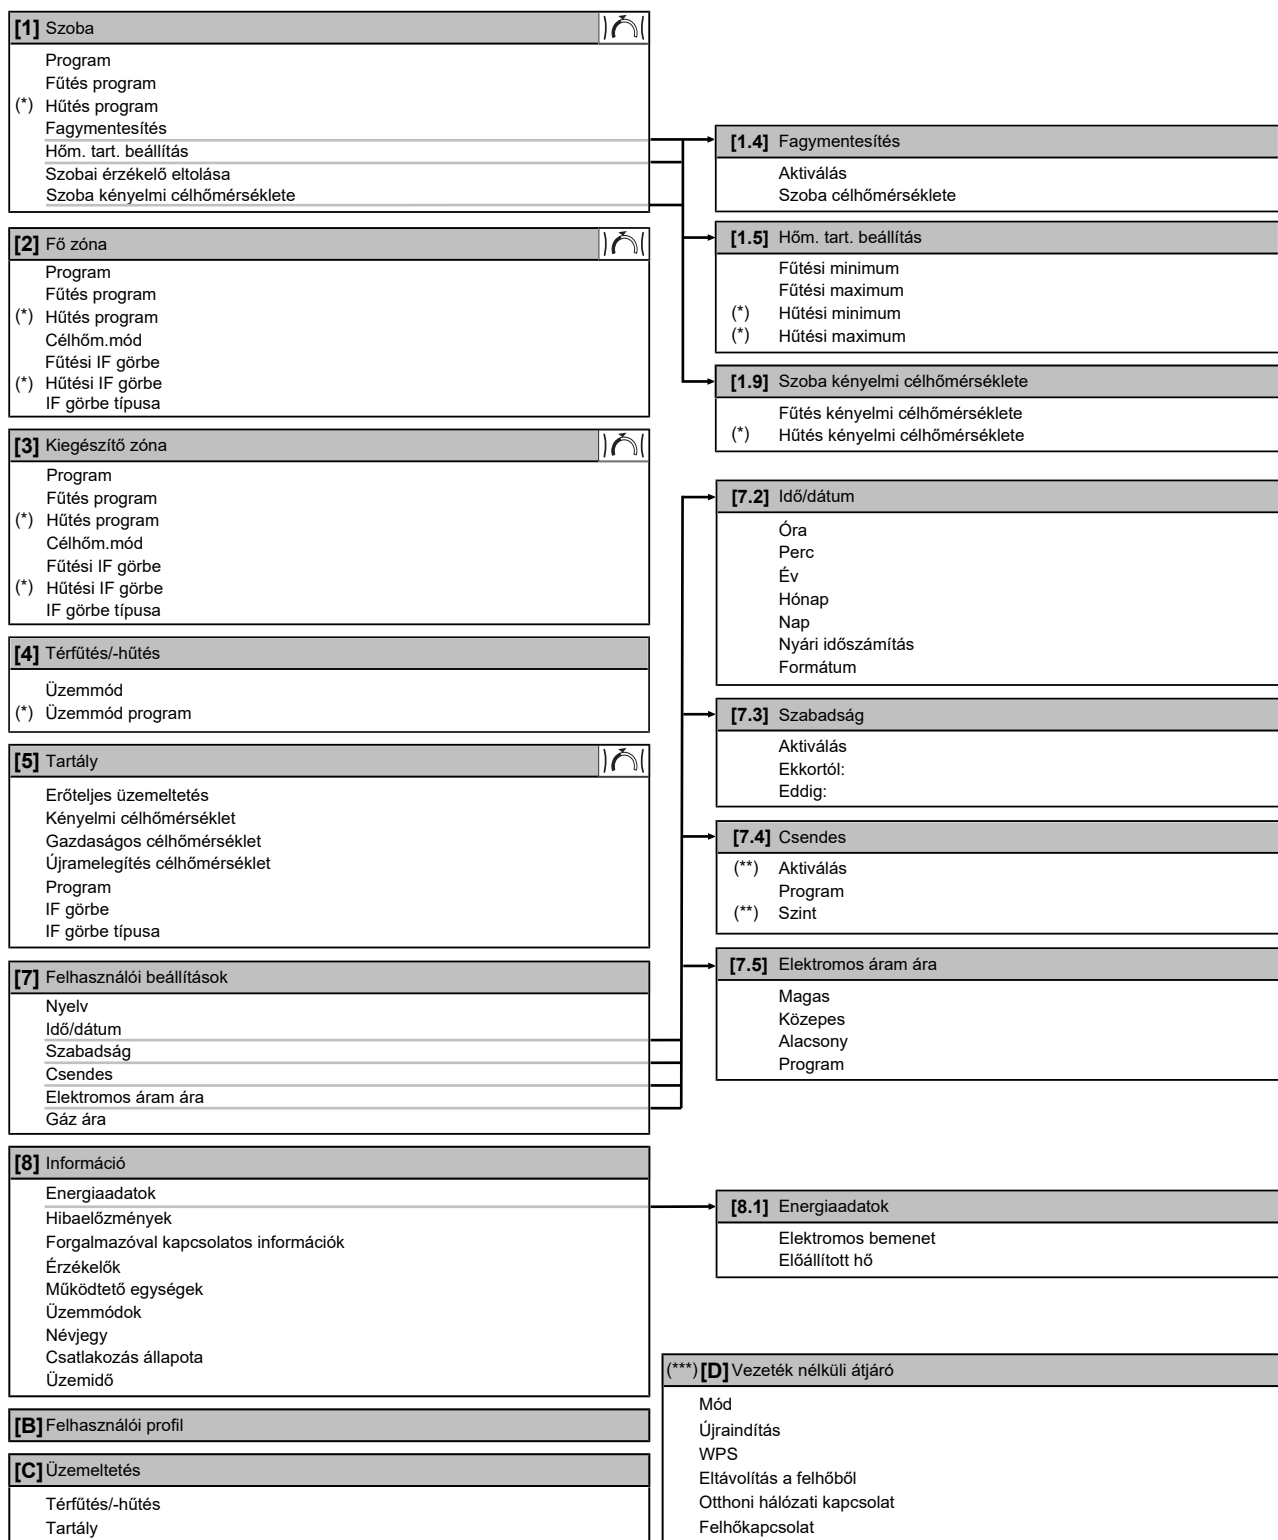 [1] Szoba
Program
Fűtés program
(*) Hűtés program
Fagymentesítés
Hőm. tart. beállítás
Szobai érzékelő eltolása
Szoba kényelmi célhőmérséklete
[2] Fő zóna
Program
Fűtés program
(*) Hűtés program
Célhőm.mód
Fűtési IF görbe
(*) Hűtési IF görbe
IF görbe típusa
[3] Kiegészítő zóna
Program
Fűtés program
(*) Hűtés program
Célhőm.mód
Fűtési IF görbe
(*) Hűtési IF görbe
IF görbe típusa
[4] Térfűtés/-hűtés
Üzemmód
(*) Üzemmód program
[5] Tartály
Erőteljes üzemeltetés
Kényelmi célhőmérséklet
Gazdaságos célhőmérséklet
Újramelegítés célhőmérséklet
Program
IF görbe
IF görbe típusa
[7] Felhasználói beállítások
Nyelv
Idő/dátum
Szabadság
Csendes
Elektromos áram ára
Gáz ára
[8] Információ
Energiaadatok
Hibaelőzmények
Forgalmazóval kapcsolatos információk
Érzékelők
Működtető egységek
Üzemmódok
Névjegy
Csatlakozás állapota
Üzemidő
[B] Felhasználói profil
[C] Üzemeltetés
Térfűtés/-hűtés
Tartály
[1.4] Fagymentesítés
Aktiválás
Szoba célhőmérséklete
[1.5] Hőm. tart. beállítás
Fűtési minimum
Fűtési maximum
(*) Hűtési minimum
(*) Hűtési maximum
[1.9] Szoba kényelmi célhőmérséklete
Fűtés kényelmi célhőmérséklete
(*) Hűtés kényelmi célhőmérséklete
[7.2] Idő/dátum
Óra
Perc
Év
Hónap
Nap
Nyári időszámítás
Formátum
[7.3] Szabadság
Aktiválás
Ekkortól:
Eddig:
[7.4] Csendes
(**) Aktiválás
Program
(**) Szint
[7.5] Elektromos áram ára
Magas
Közepes
Alacsony
Program
[8.1] Energiaadatok
Elektromos bemenet
Előállított hő
(***) [D] Vezeték nélküli átjáró
Mód
Újraindítás
WPS
Eltávolítás a felhőből
Otthoni hálózati kapcsolat
Felhőkapcsolat